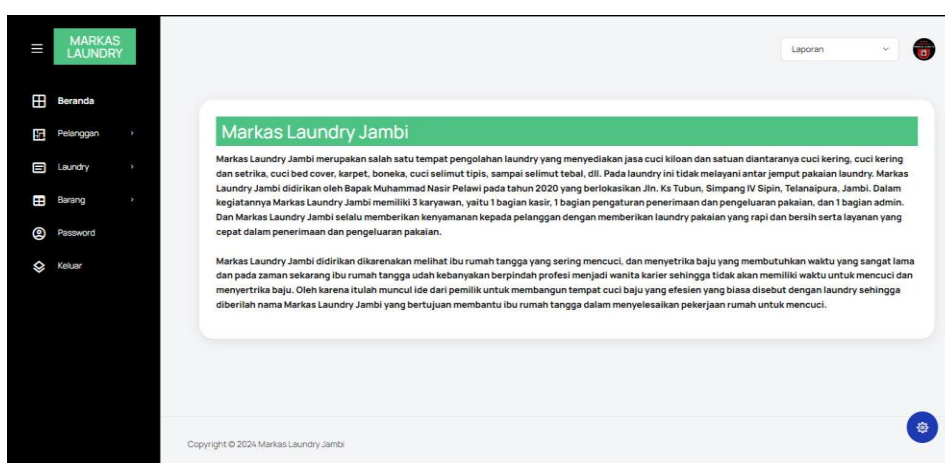 MARKAS
LAUNDRY
Laporan
Beranda
Pelanggan
Laundry
Barang
Password
Keluar
Markas Laundry Jambi
Markas Laundry Jambi merupakan salah satu tempat pengolahan laundry yang menyediakan jasa cuci kiloan dan satuan diantaranya cuci kering, cuci kering
dan setrika, cuci bed cover, karpet, boneka, cuci selimut tipis, sampai selimut tebal, dll. Pada laundry ini tidak melayani antar jemput pakaian laundry. Markas
Laundry Jambi didirikan oleh Bapak Muhammad Nasir Pelawi pada tahun 2020 yang berlokasikan Jln. Ks Tubun, Simpang IV Sipin, Telanaipura, Jambi. Dalam
kegiatannya Markas Laundry Jambi memiliki 3 karyawan, yaitu 1 bagian kasir, 1 bagian pengaturan penerimaan dan pengeluaran pakaian, dan 1 bagian admin.
Dan Markas Laundry Jambi selalu memberikan kenyamanan kepada pelanggan dengan memberikan laundry pakaian yang rapi dan bersih serta layanan yang
cepat dalam penerimaan dan pengeluaran pakaian.
Markas Laundry Jambi didirikan dikarenakan melihat ibu rumah tangga yang sering mencuci, dan menyetrika baju yang membutuhkan waktu yang sangat lama
dan pada zaman sekarang ibu rumah tangga udah kebanyakan berpindah profesi menjadi wanita karier sehingga tidak akan memiliki waktu untuk mencuci dan
menyertrika baju. Oleh karena itulah muncul ide dari pemilik untuk membangun tempat cuci baju yang efesien yang biasa disebut dengan laundry sehingga
diberilah nama Markas Laundry Jambi yang bertujuan membantu ibu rumah tangga dalam menyelesaikan pekerjaan rumah untuk mencuci.
Copyright © 2024 Markas Laundry Jambi